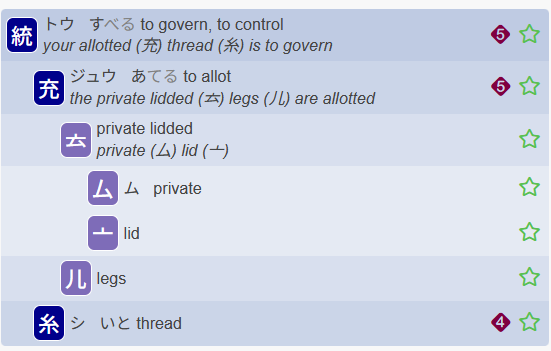 統 トウ すべる to govern, to control 5
your allotted (充) thread (糸) is to govern
充 ジュウ あてる to allot 5
the private lidded (𠫓) legs (儿) are allotted
𠫓 private lidded
private (厶) lid (亠)
厶 ム private
亠 lid
儿 legs
糸 シ いと thread 4